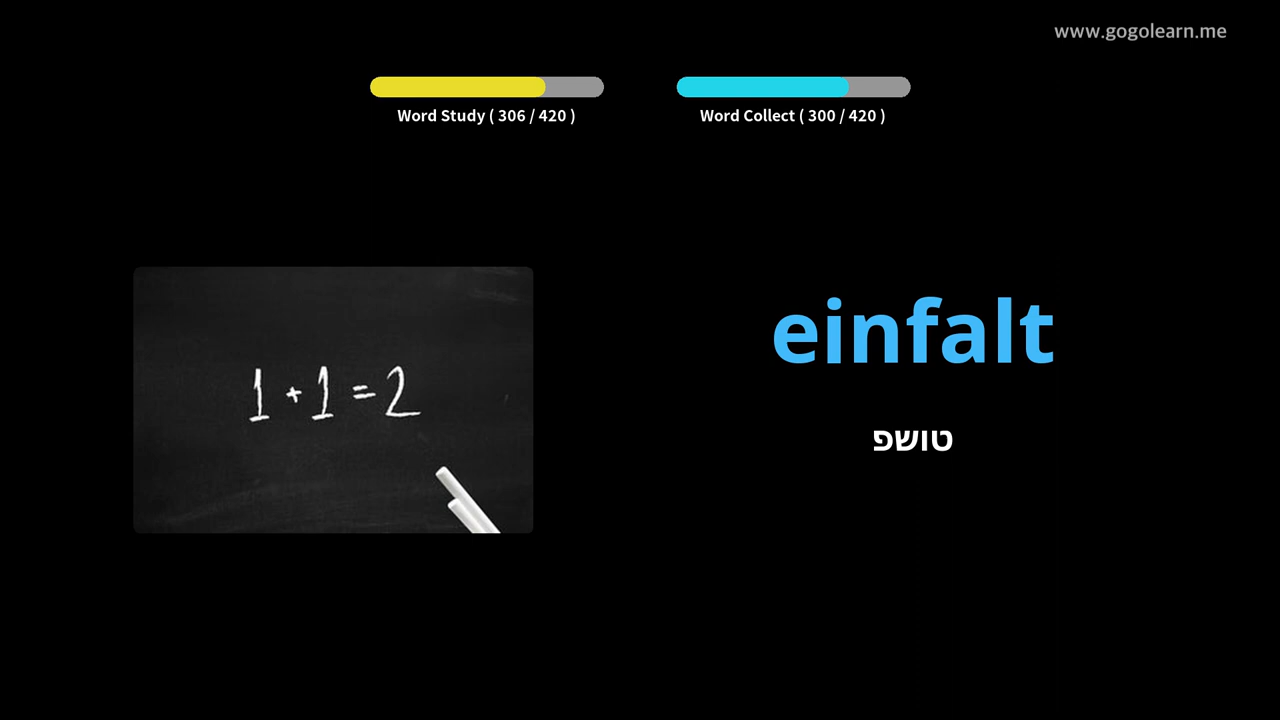 www.gogolearn.me
Word Study ( 306 / 420 )
Word Collect ( 300 / 420 )
1 + 1 = 2
einfalt
טושפ